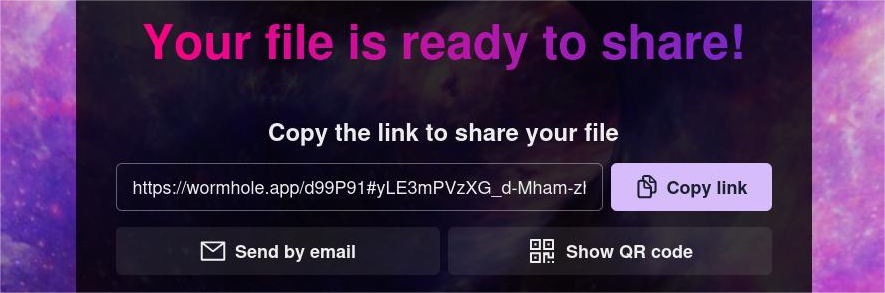 Your file is ready to share!
Copy the link to share your file
https://wormhole.app/d99P91#yLE3mPVzXG_d-Mham-zl
Copy link
Send by email
Show QR code